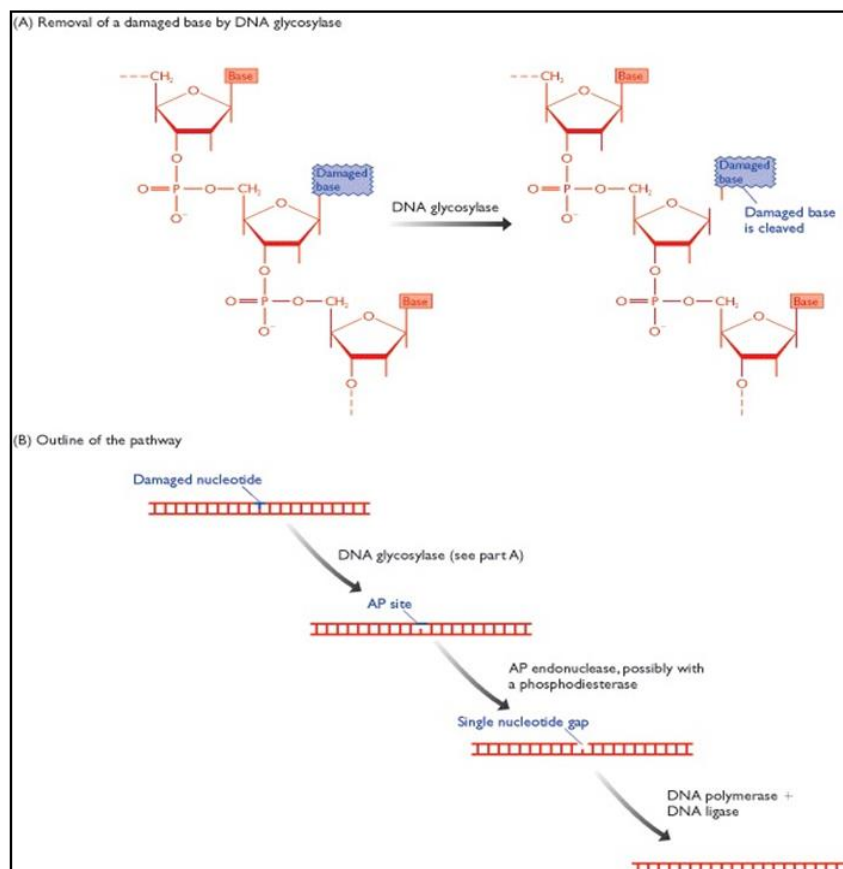 (A) Removal of a damaged base by DNA glycosylase
---CH2
O
Base
O
O=P—O—CH2
O-
Damaged
base
O
O
O=P—O—CH2
O-
Base
O
O
DNA glycosylase
---CH2
O
Base
O
O=P—O—CH2
O-
Damaged
base
Damaged base
is cleaved
O
O
O=P—O—CH2
O-
Base
O
O
(B) Outline of the pathway
Damaged nucleotide
DNA glycosylase (see part A)
AP site
AP endonuclease, possibly with
a phosphodiesterase
Single nucleotide gap
DNA polymerase +
DNA ligase